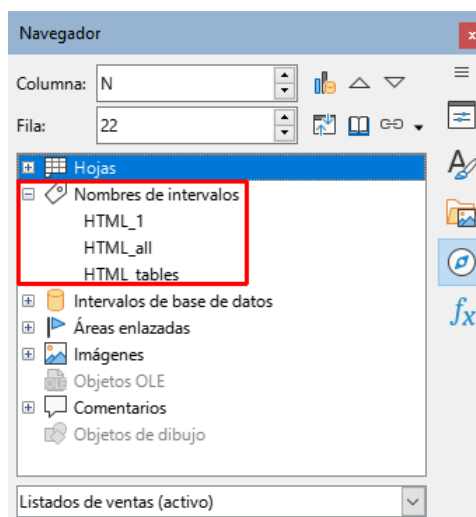 Navegador
Columna: N
Fila: 22
Hojas
Nombres de intervalos
HTML_1
HTML_all
HTML_tables
Intervalos de base de datos
Áreas enlazadas
Imágenes
Objetos OLE
Comentarios
Objetos de dibujo
Listados de ventas (activo)